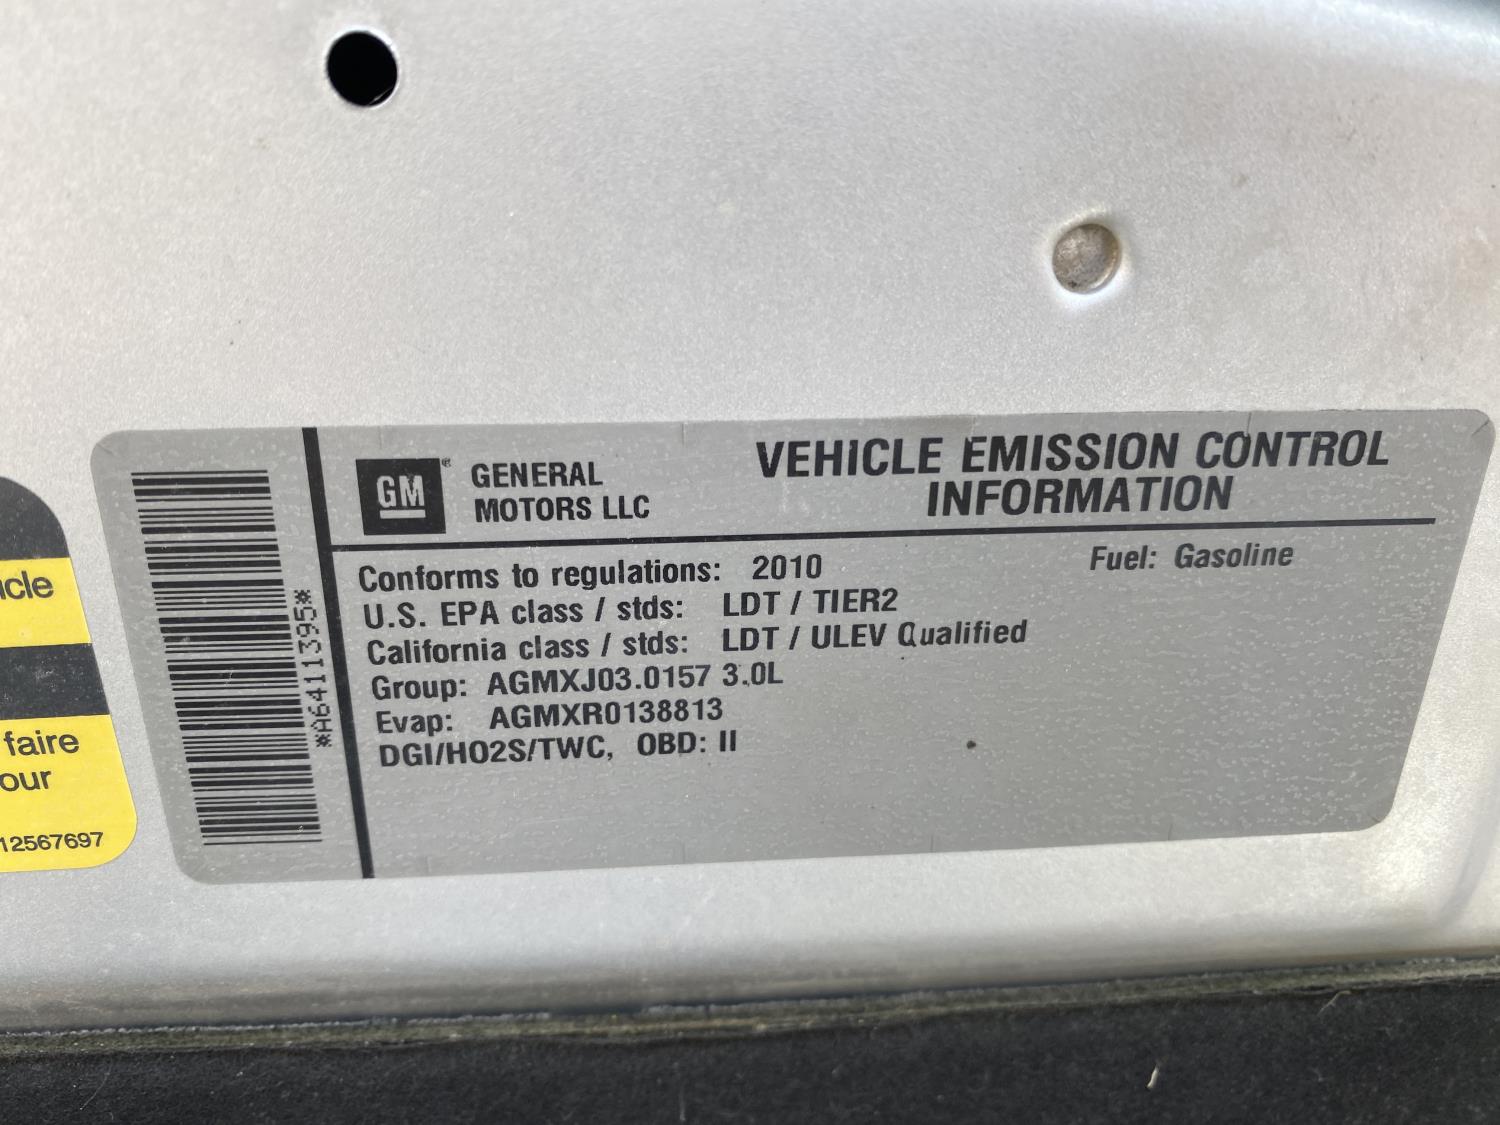 GM
GENERAL
MOTORS LLC
VEHICLE EMISSION CONTROL
INFORMATION
Conforms to regulations: 2010
Fuel: Gasoline
U.S. EPA class / stds: LDT / TIER2
California class / stds: LDT / ULEV Qualified
Group: AGMXJ03.0157 3.0L
Evap: AGMXR0138813
DGI/HO2S/TWC, OBD: II
*A6411395*
icle
faire
our
12567697